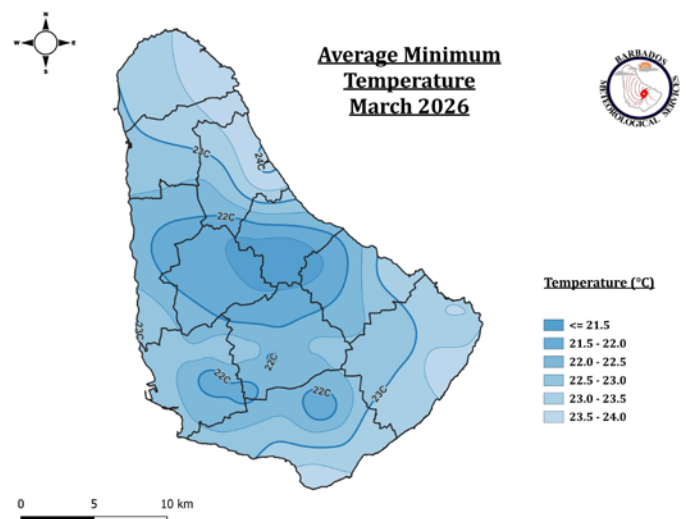 N
W E
S
Average Minimum
Temperature
March 2026
BARBADOS
METEOROLOGICAL SERVICES
23C
24C
22C
23C
22C
22C
22C
23C
Temperature (°C)
<= 21.5
21.5 - 22.0
22.0 - 22.5
22.5 - 23.0
23.0 - 23.5
23.5 - 24.0
0 5 10 km